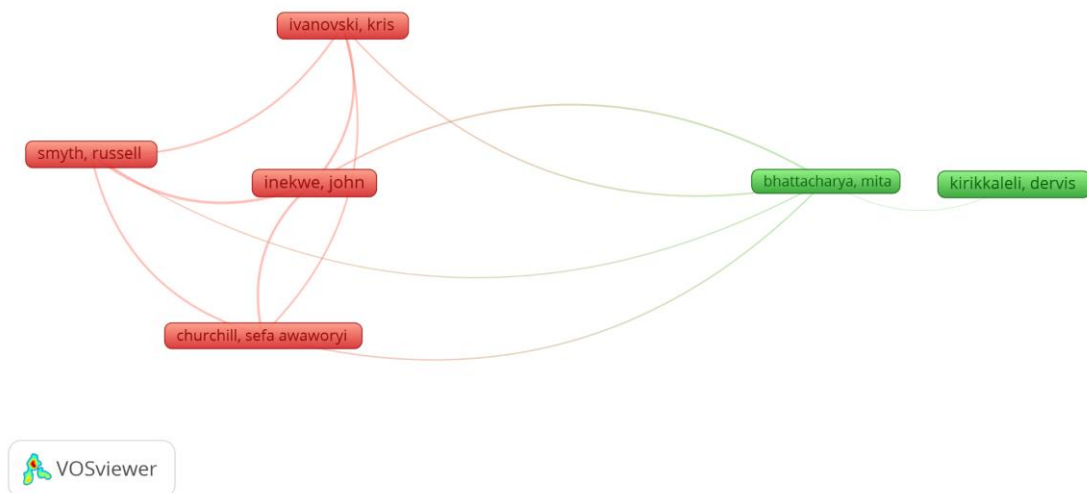 ivanovski, kris
smyth, russell
inekwe, john
bhattacharya, mita
kirikkaleli, dervis
churchill, sefa awaworyi
VOSviewer